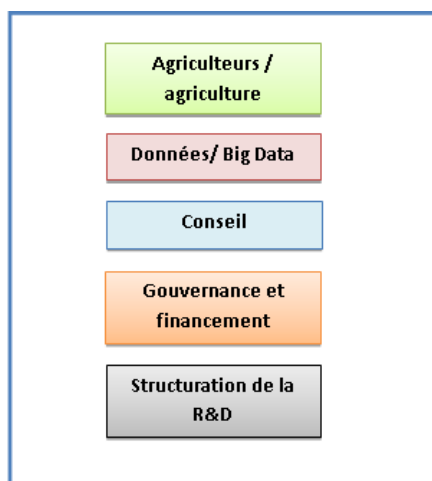 Agriculteurs /
agriculture
Données/ Big Data
Conseil
Gouvernance et
financement
Structuration de la
R&D